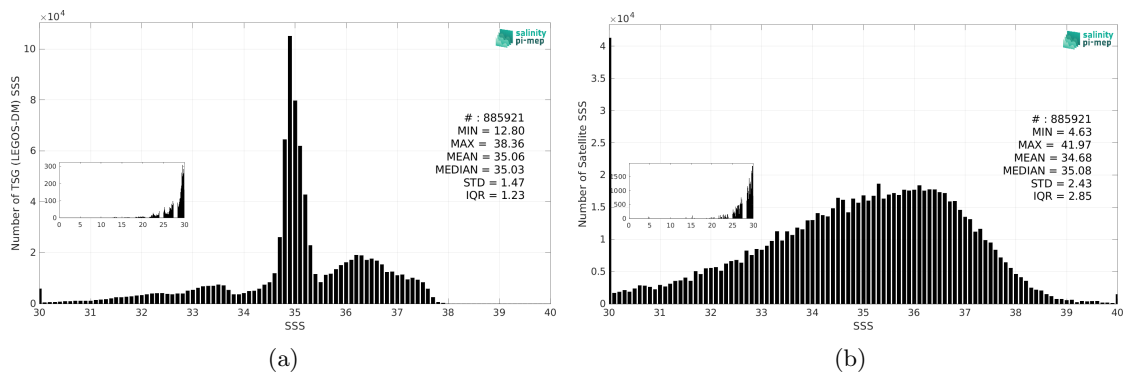 ×10⁴
10
8
6
4
2
0
Number of TSG (LEGOS-DM) SSS
salinity
pi-mep
# : 885921
MIN = 12.80
MAX = 38.36
MEAN = 35.06
MEDIAN = 35.03
STD = 1.47
IQR = 1.23
300
200
100
0
0 5 10 15 20 25 30
30 31 32 33 34 35 36 37 38 39 40
SSS
(a)
×10⁴
4
3.5
3
2.5
2
1.5
1
0.5
0
Number of Satellite SSS
salinity
pi-mep
# : 885921
MIN = 4.63
MAX = 41.97
MEAN = 34.68
MEDIAN = 35.08
STD = 2.43
IQR = 2.85
1500
1000
500
0
0 5 10 15 20 25 30
30 31 32 33 34 35 36 37 38 39 40
SSS
(b)